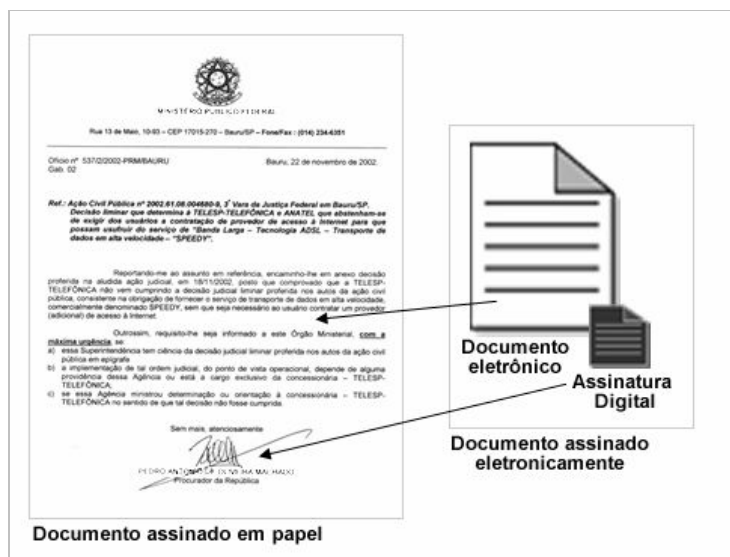 MINISTÉRIO PÚBLICO FEDERAL
Rua 13 de Maio, 10-93 – CEP 17015-270 – Bauru/SP – Fone/Fax : (014) 234-6351
Ofício nº 537/2/2002-PRM/BAURU
Bauru, 22 de novembro de 2002.
Gab. 02
Ref.: Ação Civil Pública nº 2002.61.08.004680-9, 3ª Vara da Justiça Federal em Bauru/SP.
Decisão liminar que determina à TELESP-TELEFÔNICA e ANATEL que abstenham-se
de exigir dos usuários a contratação de provedor de acesso à Internet para que
possam usufruir do serviço de "Banda Larga – Tecnologia ADSL – Transporte de
dados em alta velocidade – "SPEEDY".
Reportando-me ao assunto em referência, encaminho-lhe em anexo decisão
proferida na aludida ação judicial, em 18/11/2002, posto que comprovado que a TELESP-
TELEFÔNICA não vem cumprindo a decisão judicial liminar proferida nos autos da ação civil
pública, consistente na obrigação de fornecer o serviço de transporte de dados em alta velocidade,
comercialmente denominado SPEEDY, sem que seja necessário ao usuário contratar um provedor
(adicional) de acesso à Internet.
Outrossim, requisito-lhe seja informado a este Órgão Ministerial, com a
máxima urgência, se:
a) essa Superintendência tem ciência da decisão judicial liminar proferida nos autos da ação civil
pública em epígrafe
b) a implementação de tal ordem judicial, do ponto de vista operacional, depende de alguma
providência dessa Agência ou está a cargo exclusivo da concessionária – TELESP-
TELEFÔNICA;
c) se essa Agência ministrou determinação ou orientação à concessionária – TELESP-
TELEFÔNICA no sentido de que tal decisão não fosse cumprida.
Sem mais, atenciosamente
PEDRO ANTONIO DE OLIVEIRA MACHADO
Procurador da República
Documento assinado em papel
Documento
eletrônico
Assinatura
Digital
Documento assinado
eletronicamente